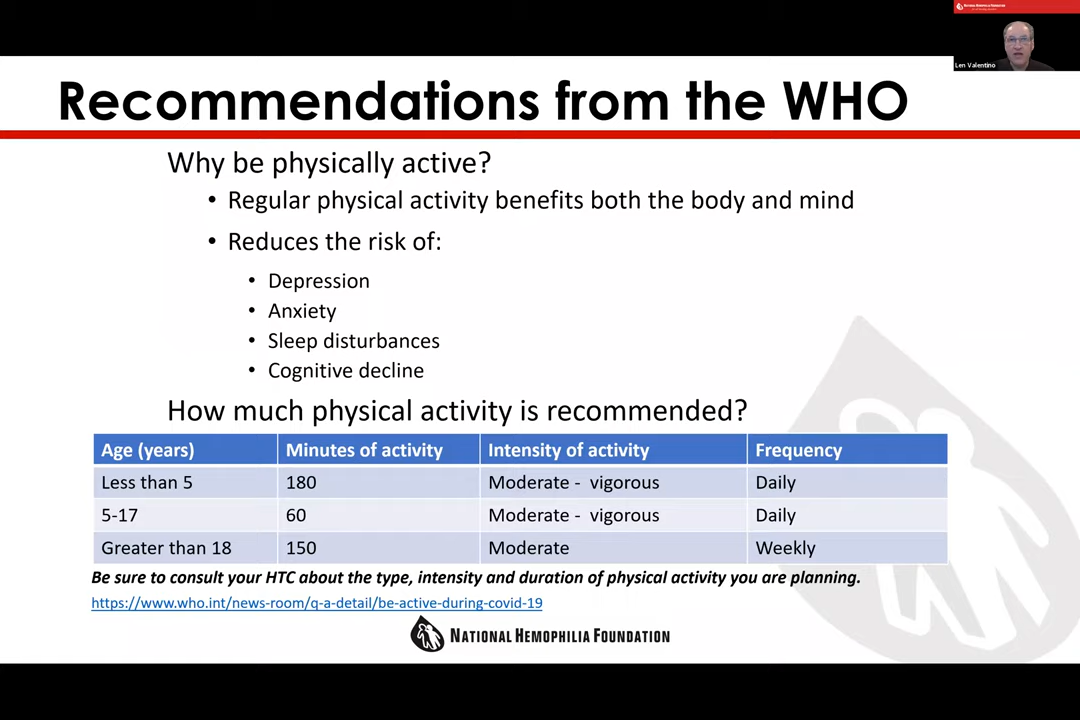 NATIONAL HEMOPHILIA FOUNDATION
Len Valentino
Recommendations from the WHO
Why be physically active?
• Regular physical activity benefits both the body and mind
• Reduces the risk of:
• Depression
• Anxiety
• Sleep disturbances
• Cognitive decline
How much physical activity is recommended?
Age (years) Minutes of activity Intensity of activity Frequency
Less than 5 180 Moderate - vigorous Daily
5-17 60 Moderate - vigorous Daily
Greater than 18 150 Moderate Weekly
Be sure to consult your HTC about the type, intensity and duration of physical activity you are planning.
https://www.who.int/news-room/q-a-detail/be-active-during-covid-19
NATIONAL HEMOPHILIA FOUNDATION